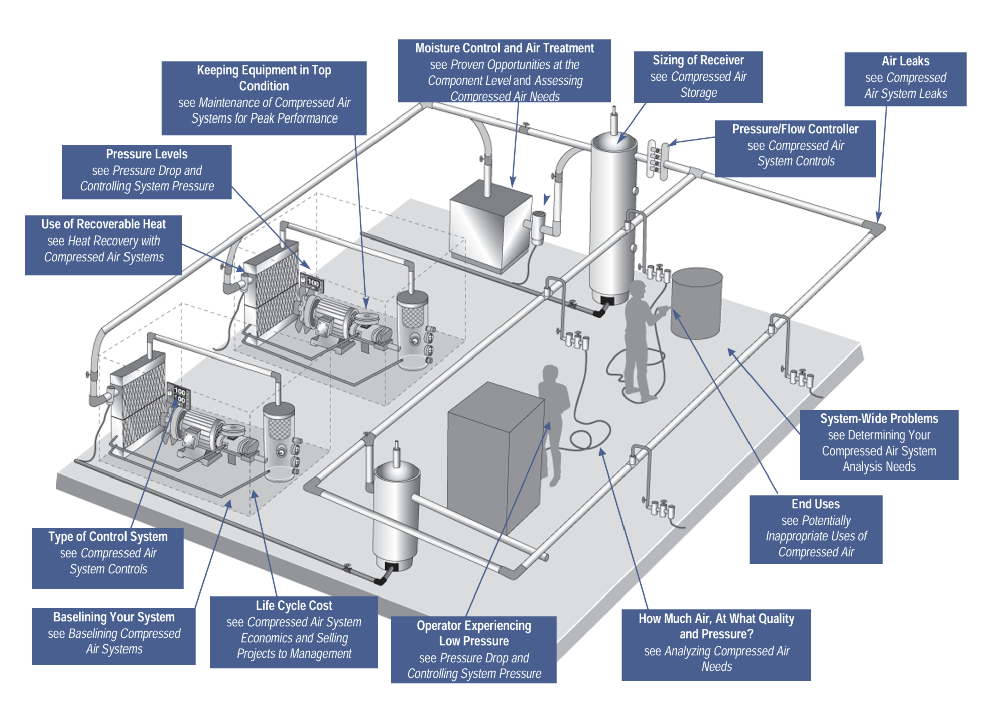 Moisture Control and Air Treatment
see Proven Opportunities at the
Component Level and Assessing
Compressed Air Needs
Sizing of Receiver
see Compressed Air
Storage
Air Leaks
see Compressed
Air System Leaks
Keeping Equipment in Top
Condition
see Maintenance of Compressed Air
Systems for Peak Performance
Pressure/Flow Controller
see Compressed Air
System Controls
Pressure Levels
see Pressure Drop and
Controlling System Pressure
Use of Recoverable Heat
see Heat Recovery with
Compressed Air Systems
100
100
100
System-Wide Problems
see Determining Your
Compressed Air System
Analysis Needs
End Uses
see Potentially
Inappropriate Uses of
Compressed Air
Type of Control System
see Compressed Air
System Controls
Baselining Your System
see Baselining Compressed
Air Systems
Life Cycle Cost
see Compressed Air System
Economics and Selling
Projects to Management
Operator Experiencing
Low Pressure
see Pressure Drop and
Controlling System Pressure
How Much Air, At What Quality
and Pressure?
see Analyzing Compressed Air
Needs